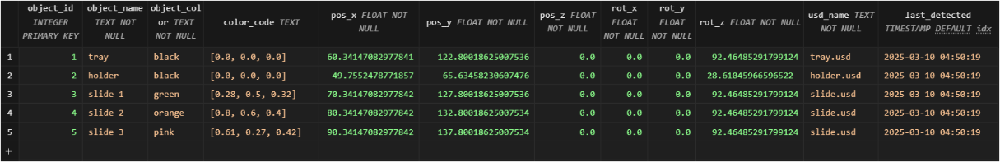 object_id INTEGER PRIMARY KEY object_name TEXT NOT NULL object_color TEXT NOT NULL color_code TEXT pos_x FLOAT NOT NULL pos_y FLOAT NOT NULL pos_z FLOAT NOT NULL rot_x FLOAT NOT NULL rot_y FLOAT NOT NULL rot_z FLOAT NOT NULL usd_name TEXT NOT NULL last_detected TIMESTAMP DEFAULT idx
1 1 tray black [0.0, 0.0, 0.0] 60.34147082977841 122.80018625007536 0.0 0.0 0.0 92.46485291799124 tray.usd 2025-03-10 04:50:19
2 2 holder black [0.0, 0.0, 0.0] 49.7552478771857 65.63458230607476 0.0 0.0 0.0 28.61045966596522- holder.usd 2025-03-10 04:50:19
3 3 slide 1 green [0.28, 0.5, 0.32] 70.34147082977842 127.80018625007536 0.0 0.0 0.0 92.46485291799124 slide.usd 2025-03-10 04:50:19
4 4 slide 2 orange [0.8, 0.6, 0.4] 80.34147082977842 132.80018625007534 0.0 0.0 0.0 92.46485291799124 slide.usd 2025-03-10 04:50:19
5 5 slide 3 pink [0.61, 0.27, 0.42] 90.34147082977842 137.80018625007534 0.0 0.0 0.0 92.46485291799124 slide.usd 2025-03-10 04:50:19
+